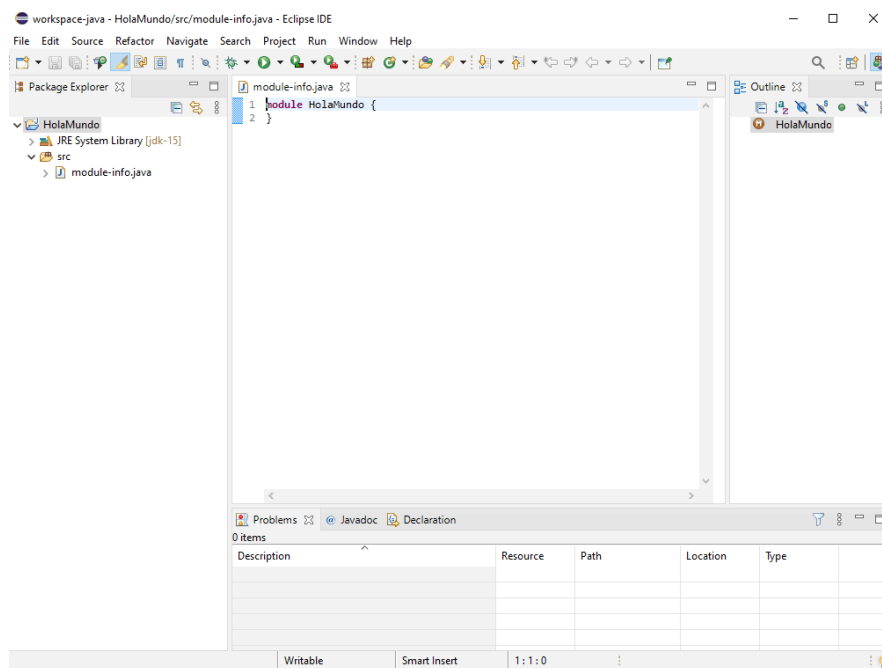 workspace-java - HolaMundo/src/module-info.java - Eclipse IDE
File Edit Source Refactor Navigate Search Project Run Window Help
Package Explorer
HolaMundo
JRE System Library [jdk-15]
src
module-info.java
module-info.java
1 module HolaMundo {
2 }
Outline
HolaMundo
Problems @ Javadoc Declaration
0 items
Description Resource Path Location Type
Writable Smart Insert 1 : 1 : 0